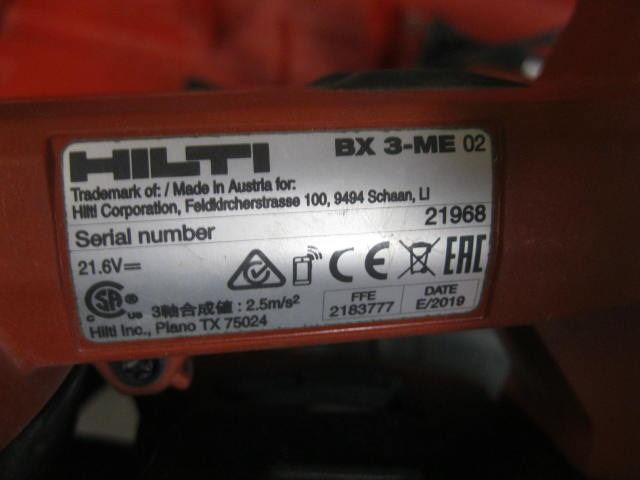 HILTI BX 3-ME 02
Trademark of: / Made in Austria for:
Hilti Corporation, Feldkircherstrasse 100, 9494 Schaan, LI
Serial number 21968
21.6V⎓ CE EAC
C SA ® US 3軸合成値 : 2.5m/s² FFE 2183777 DATE E/2019
Hilti Inc., Plano TX 75024